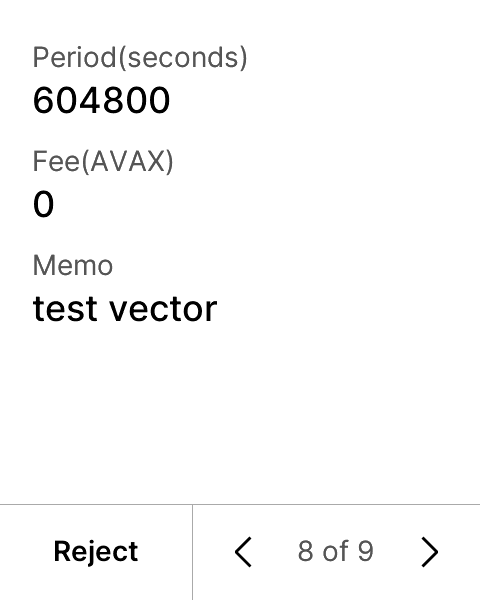 Period(seconds)
604800
Fee(AVAX)
0
Memo
test vector
Reject
8 of 9